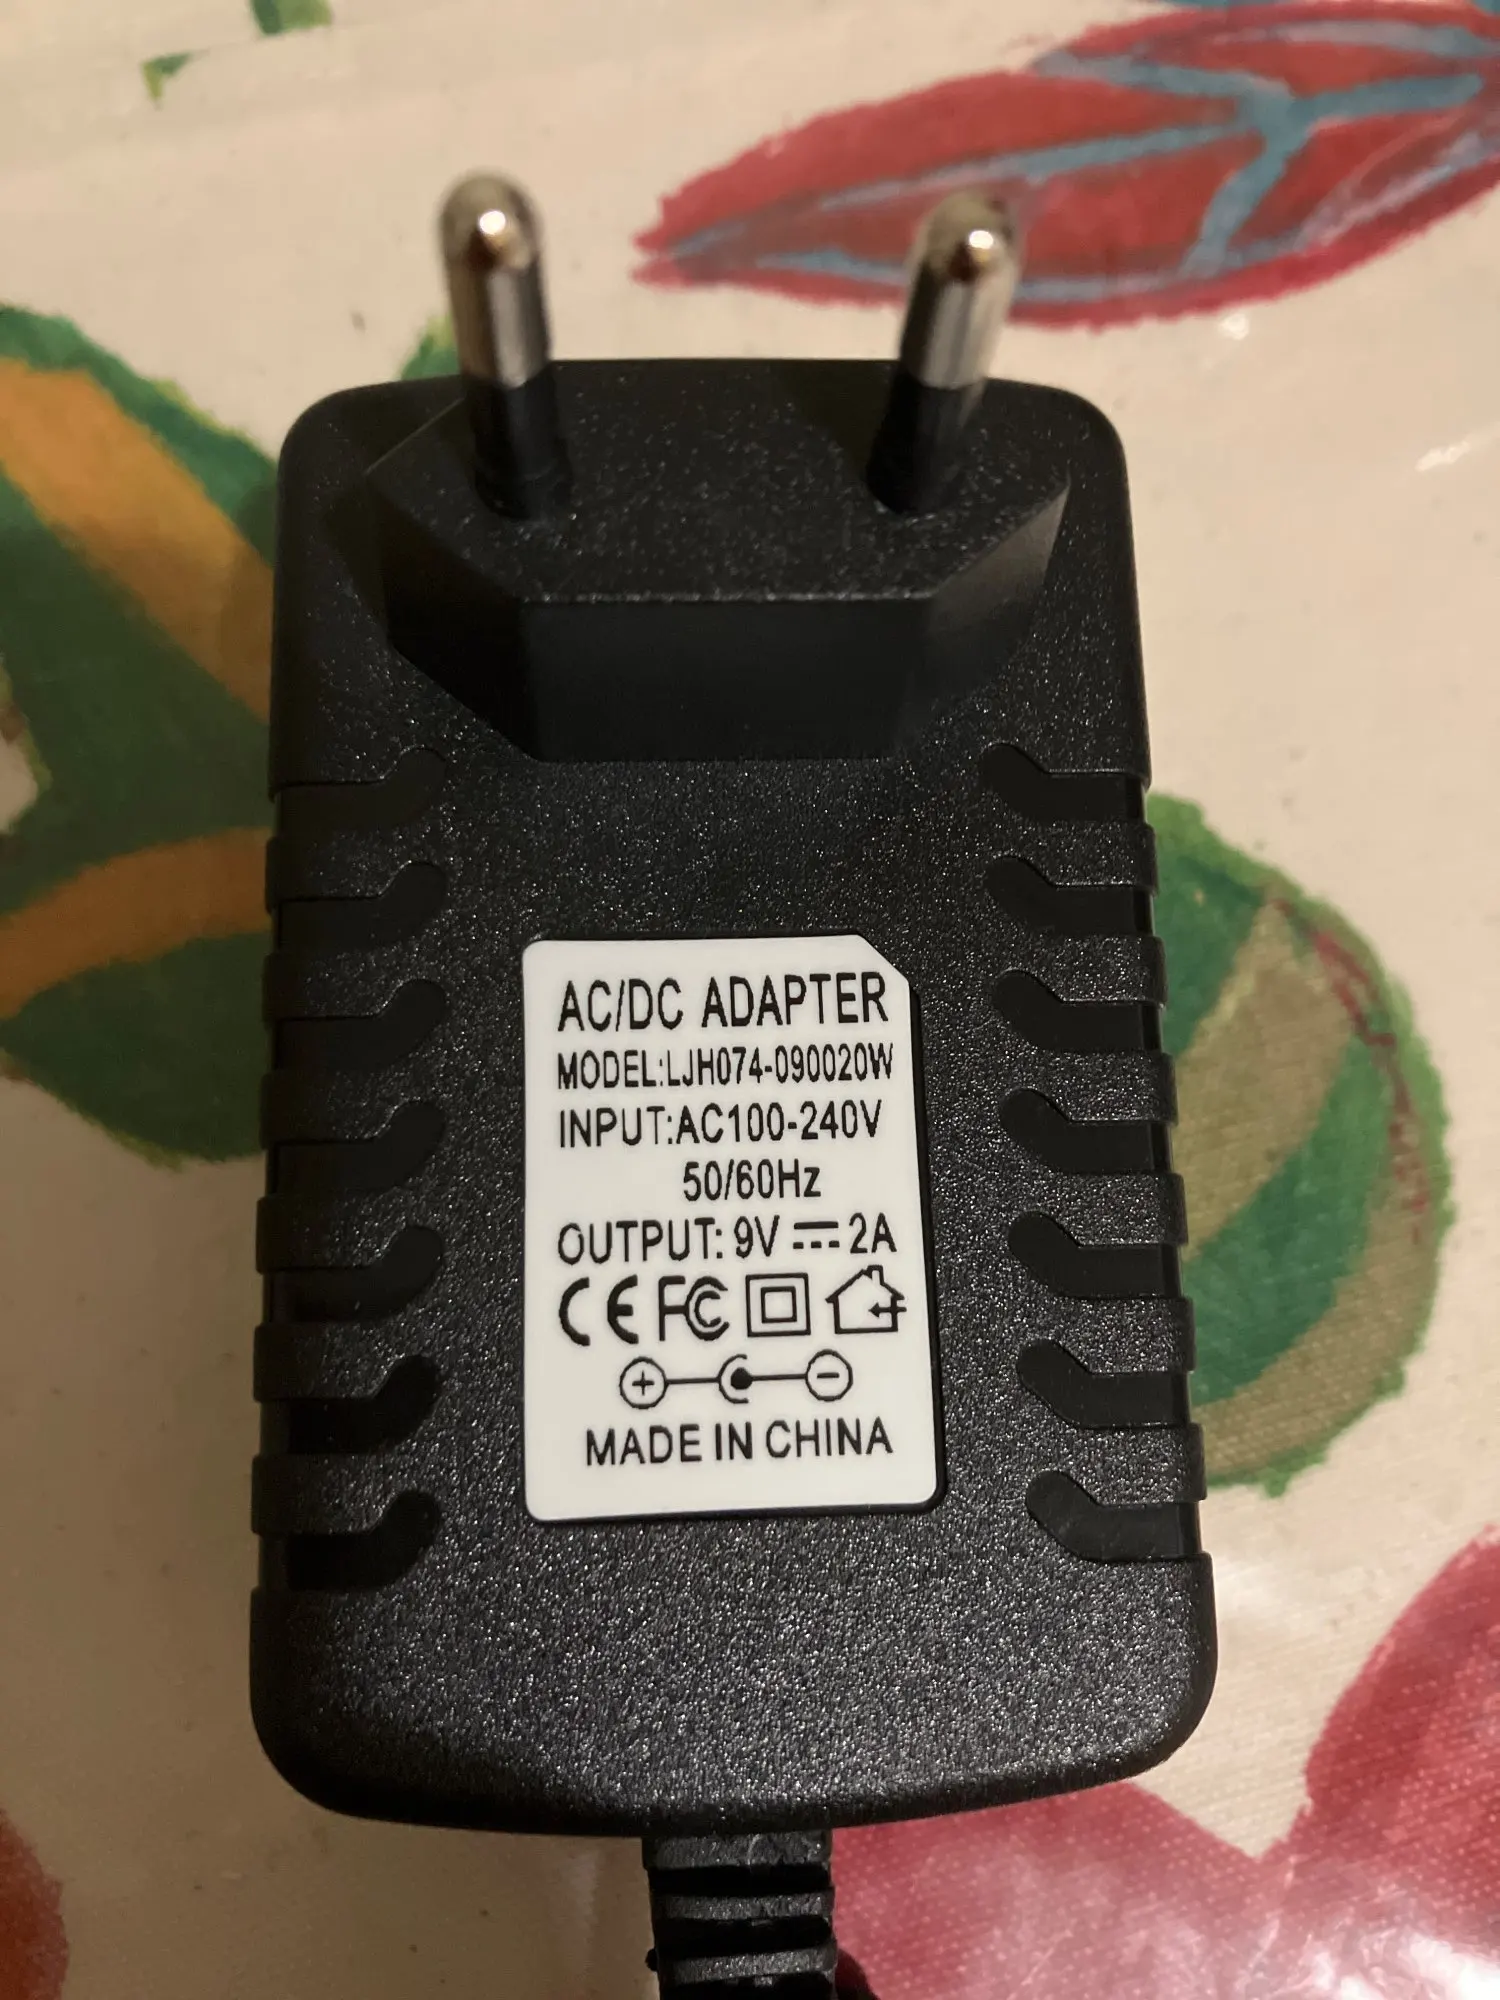 AC/DC ADAPTER
MODEL:LJH074-090020W
INPUT:AC100-240V
50/60Hz
OUTPUT: 9V ⎓ 2A
CE FC
+ −
MADE IN CHINA